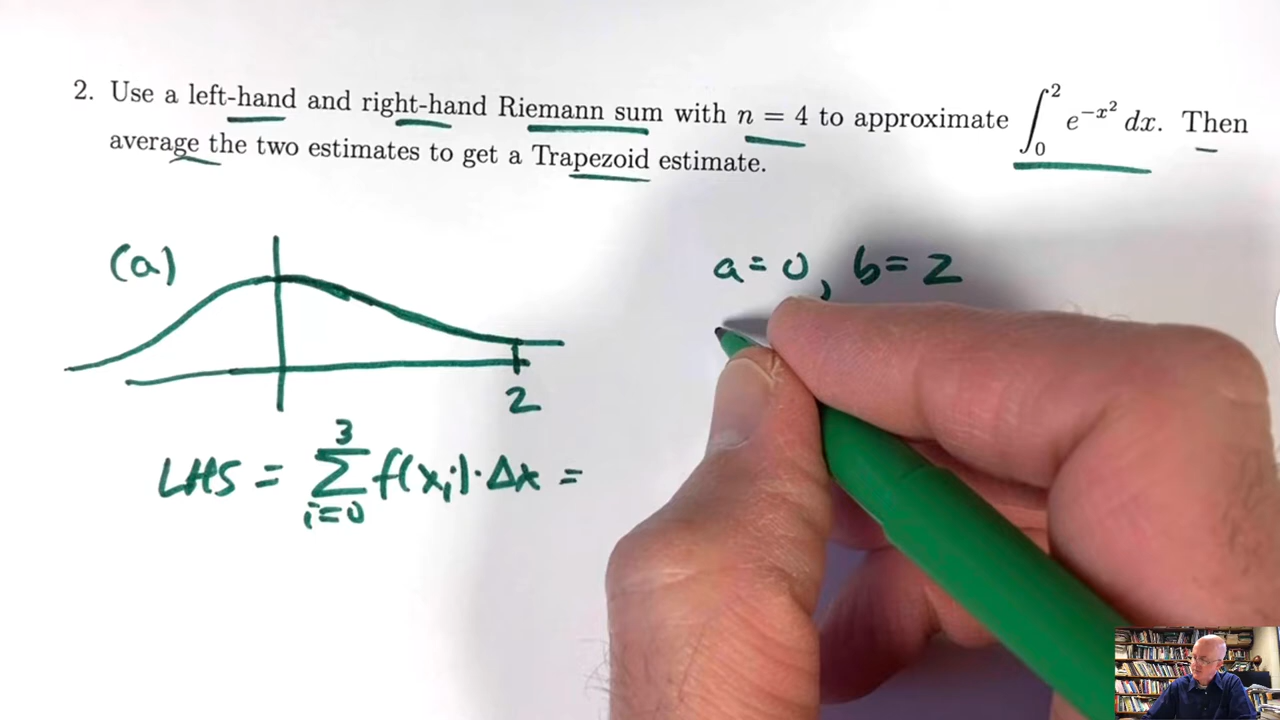 2. Use a left-hand and right-hand Riemann sum with n = 4 to approximate ∫₀² e^{-x²} dx. Then
average the two estimates to get a Trapezoid estimate.
(a)
a = 0, b = 2
2
LHS = ∑_{i=0}^{3} f(x_i) · Δx =